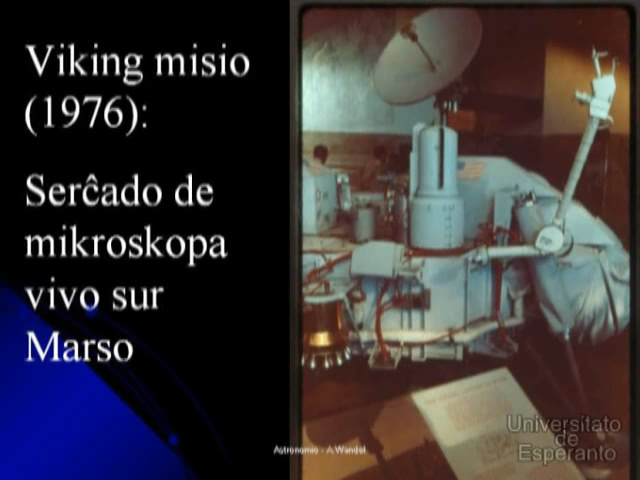 Viking misio
(1976):
Serĉado de
mikroskopa
vivo sur
Marso
Astronomio - A.Wandel
Universitato
de
Esperanto